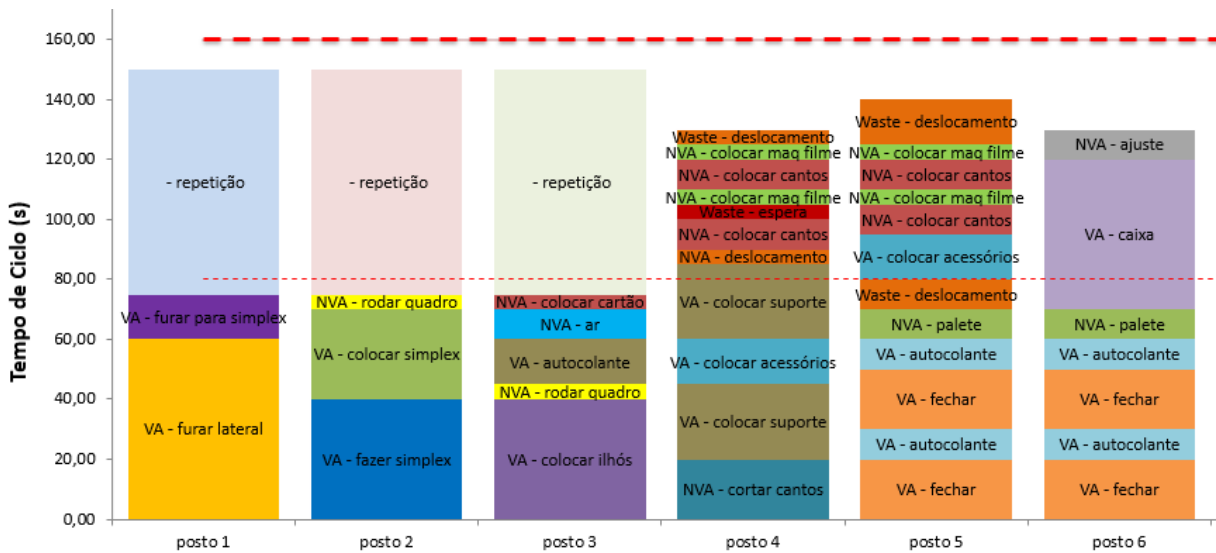 Tempo de Ciclo (s)
160,00
140,00
120,00
100,00
80,00
60,00
40,00
20,00
0,00
- repetição
VA - furar para simplex
VA - furar lateral
- repetição
NVA - rodar quadro
VA - colocar simplex
VA - fazer simplex
- repetição
NVA - colocar cartão
NVA - ar
VA - autocolante
NVA - rodar quadro
VA - colocar ilhós
Waste - deslocamento
NVA - colocar maq filme
NVA - colocar cantos
NVA - colocar maq filme
Waste - espera
NVA - colocar cantos
NVA - deslocamento
VA - colocar suporte
VA - colocar acessórios
VA - colocar suporte
NVA - cortar cantos
Waste - deslocamento
NVA - colocar maq filme
NVA - colocar cantos
NVA - colocar maq filme
NVA - colocar cantos
VA - colocar acessórios
Waste - deslocamento
NVA - palete
VA - autocolante
VA - fechar
VA - autocolante
VA - fechar
NVA - ajuste
VA - caixa
NVA - palete
VA - autocolante
VA - fechar
VA - autocolante
VA - fechar
posto 1
posto 2
posto 3
posto 4
posto 5
posto 6